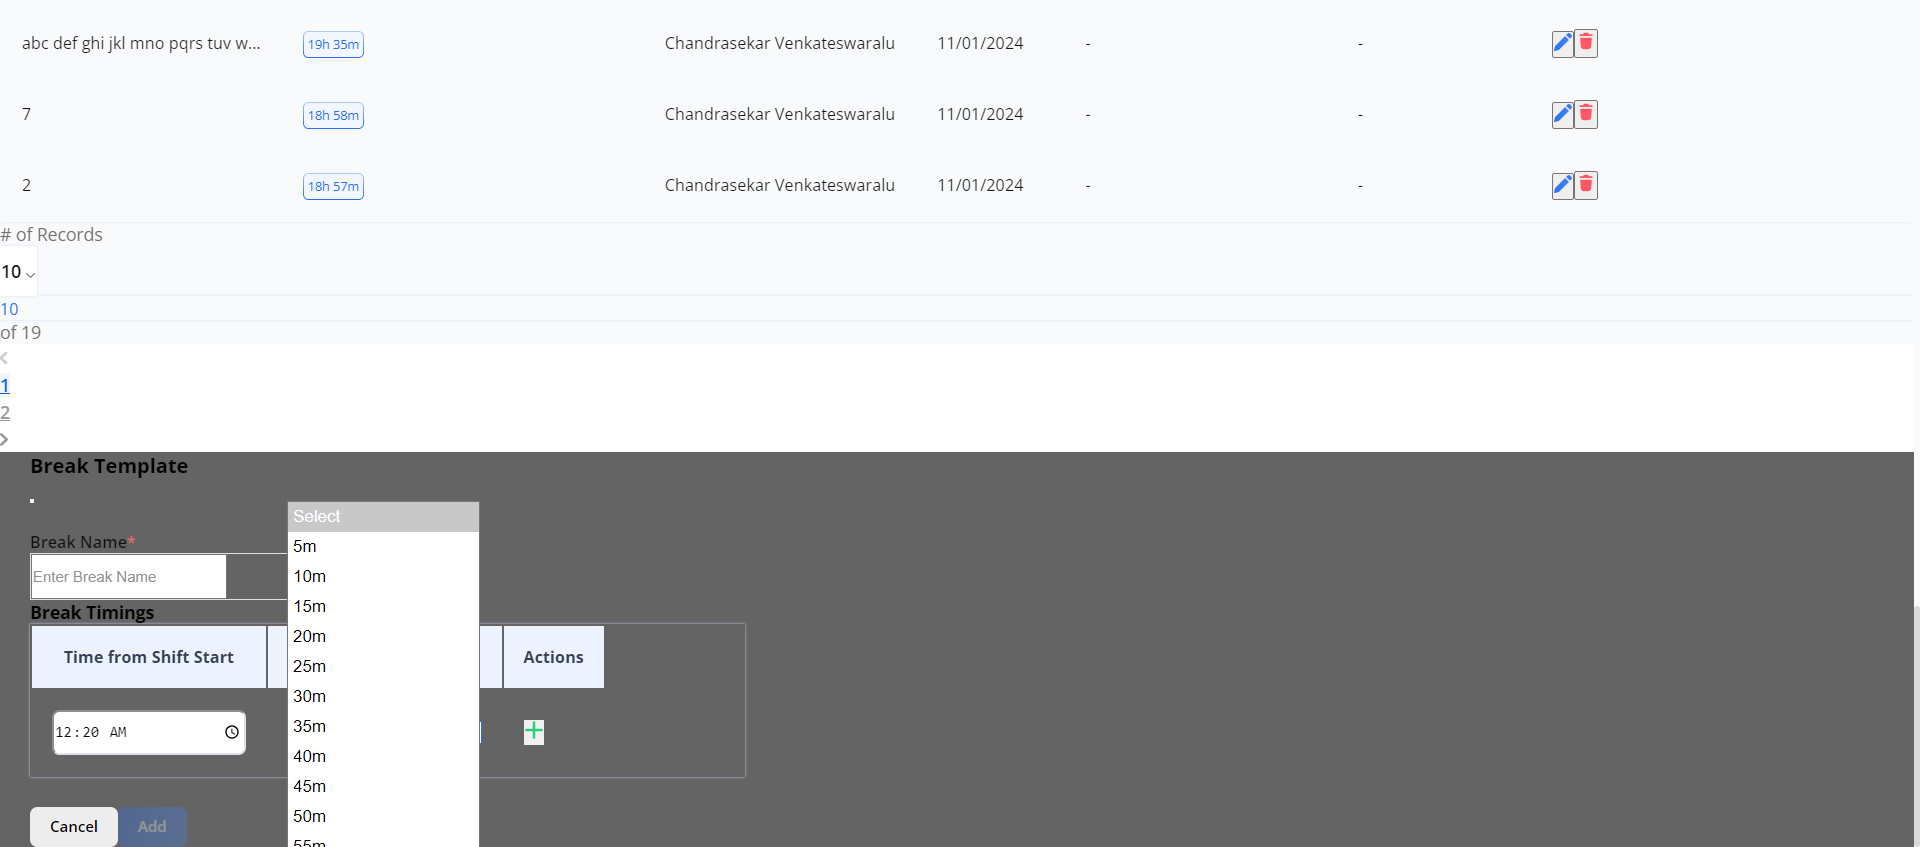 abc def ghi jkl mno pqrs tuv w... 19h 35m Chandrasekar Venkateswaralu 11/01/2024 - -
7 18h 58m Chandrasekar Venkateswaralu 11/01/2024 - -
2 18h 57m Chandrasekar Venkateswaralu 11/01/2024 - -
# of Records
10
10
of 19
1
2
Break Template
Select
Break Name*
5m
10m
Enter Break Name
15m
Break Timings
20m
Time from Shift Start
Actions
25m
30m
35m
12:20 AM
40m
45m
50m
Cancel Add
55m